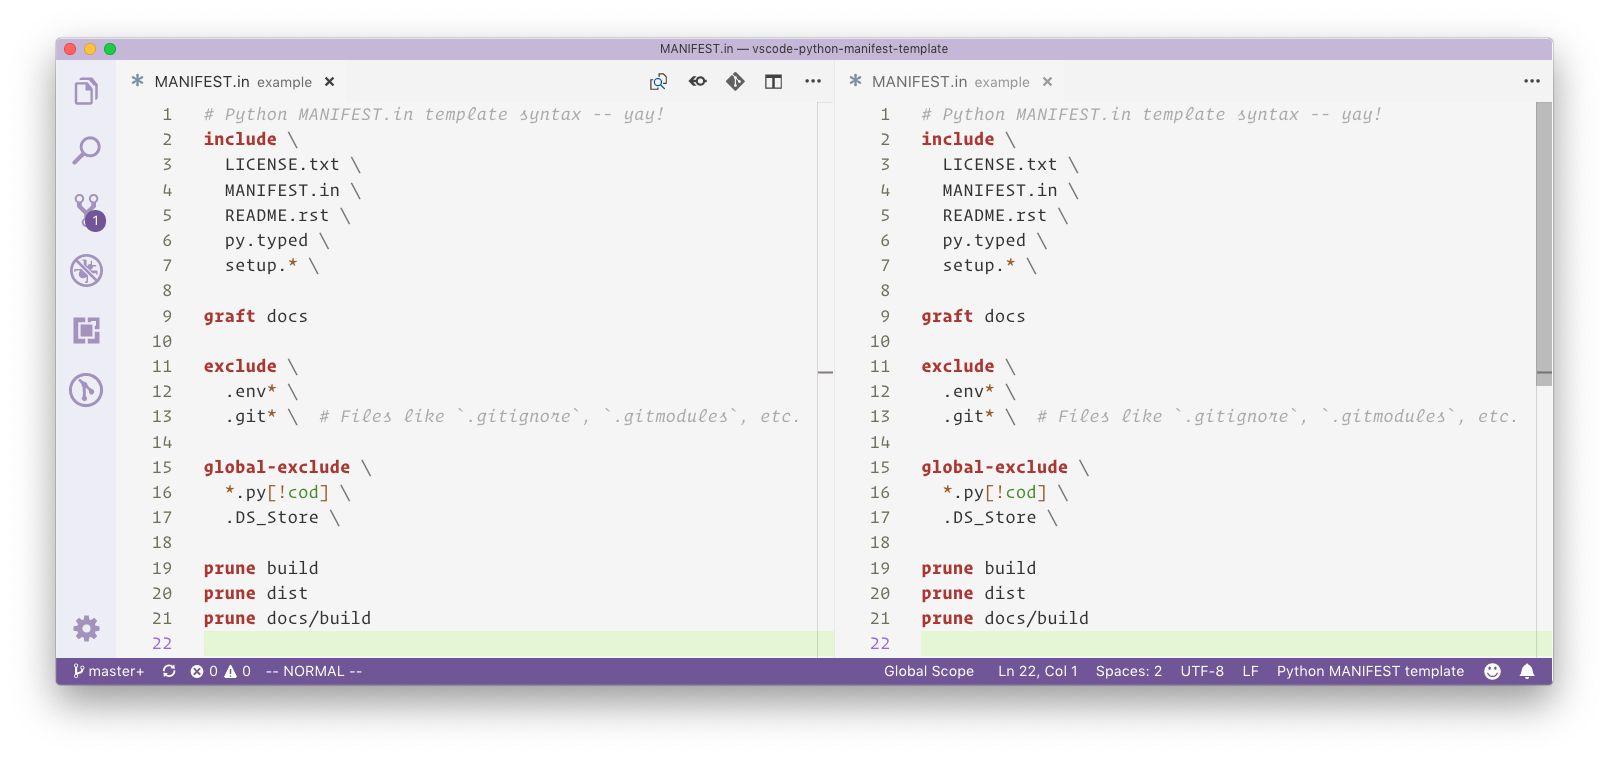 MANIFEST.in — vscode-python-manifest-template
MANIFEST.in example
1 # Python MANIFEST.in template syntax -- yay!
2 include \
3   LICENSE.txt \
4   MANIFEST.in \
5   README.rst \
6   py.typed \
7   setup.* \
8
9 graft docs
10
11 exclude \
12   .env* \
13   .git* \  # Files like `.gitignore`, `.gitmodules`, etc.
14
15 global-exclude \
16   *.py[!cod] \
17   .DS_Store \
18
19 prune build
20 prune dist
21 prune docs/build
22
MANIFEST.in example
1 # Python MANIFEST.in template syntax -- yay!
2 include \
3   LICENSE.txt \
4   MANIFEST.in \
5   README.rst \
6   py.typed \
7   setup.* \
8
9 graft docs
10
11 exclude \
12   .env* \
13   .git* \  # Files like `.gitignore`, `.gitmodules`, etc.
14
15 global-exclude \
16   *.py[!cod] \
17   .DS_Store \
18
19 prune build
20 prune dist
21 prune docs/build
22
1
master+ 0 0 -- NORMAL -- Global Scope Ln 22, Col 1 Spaces: 2 UTF-8 LF Python MANIFEST template